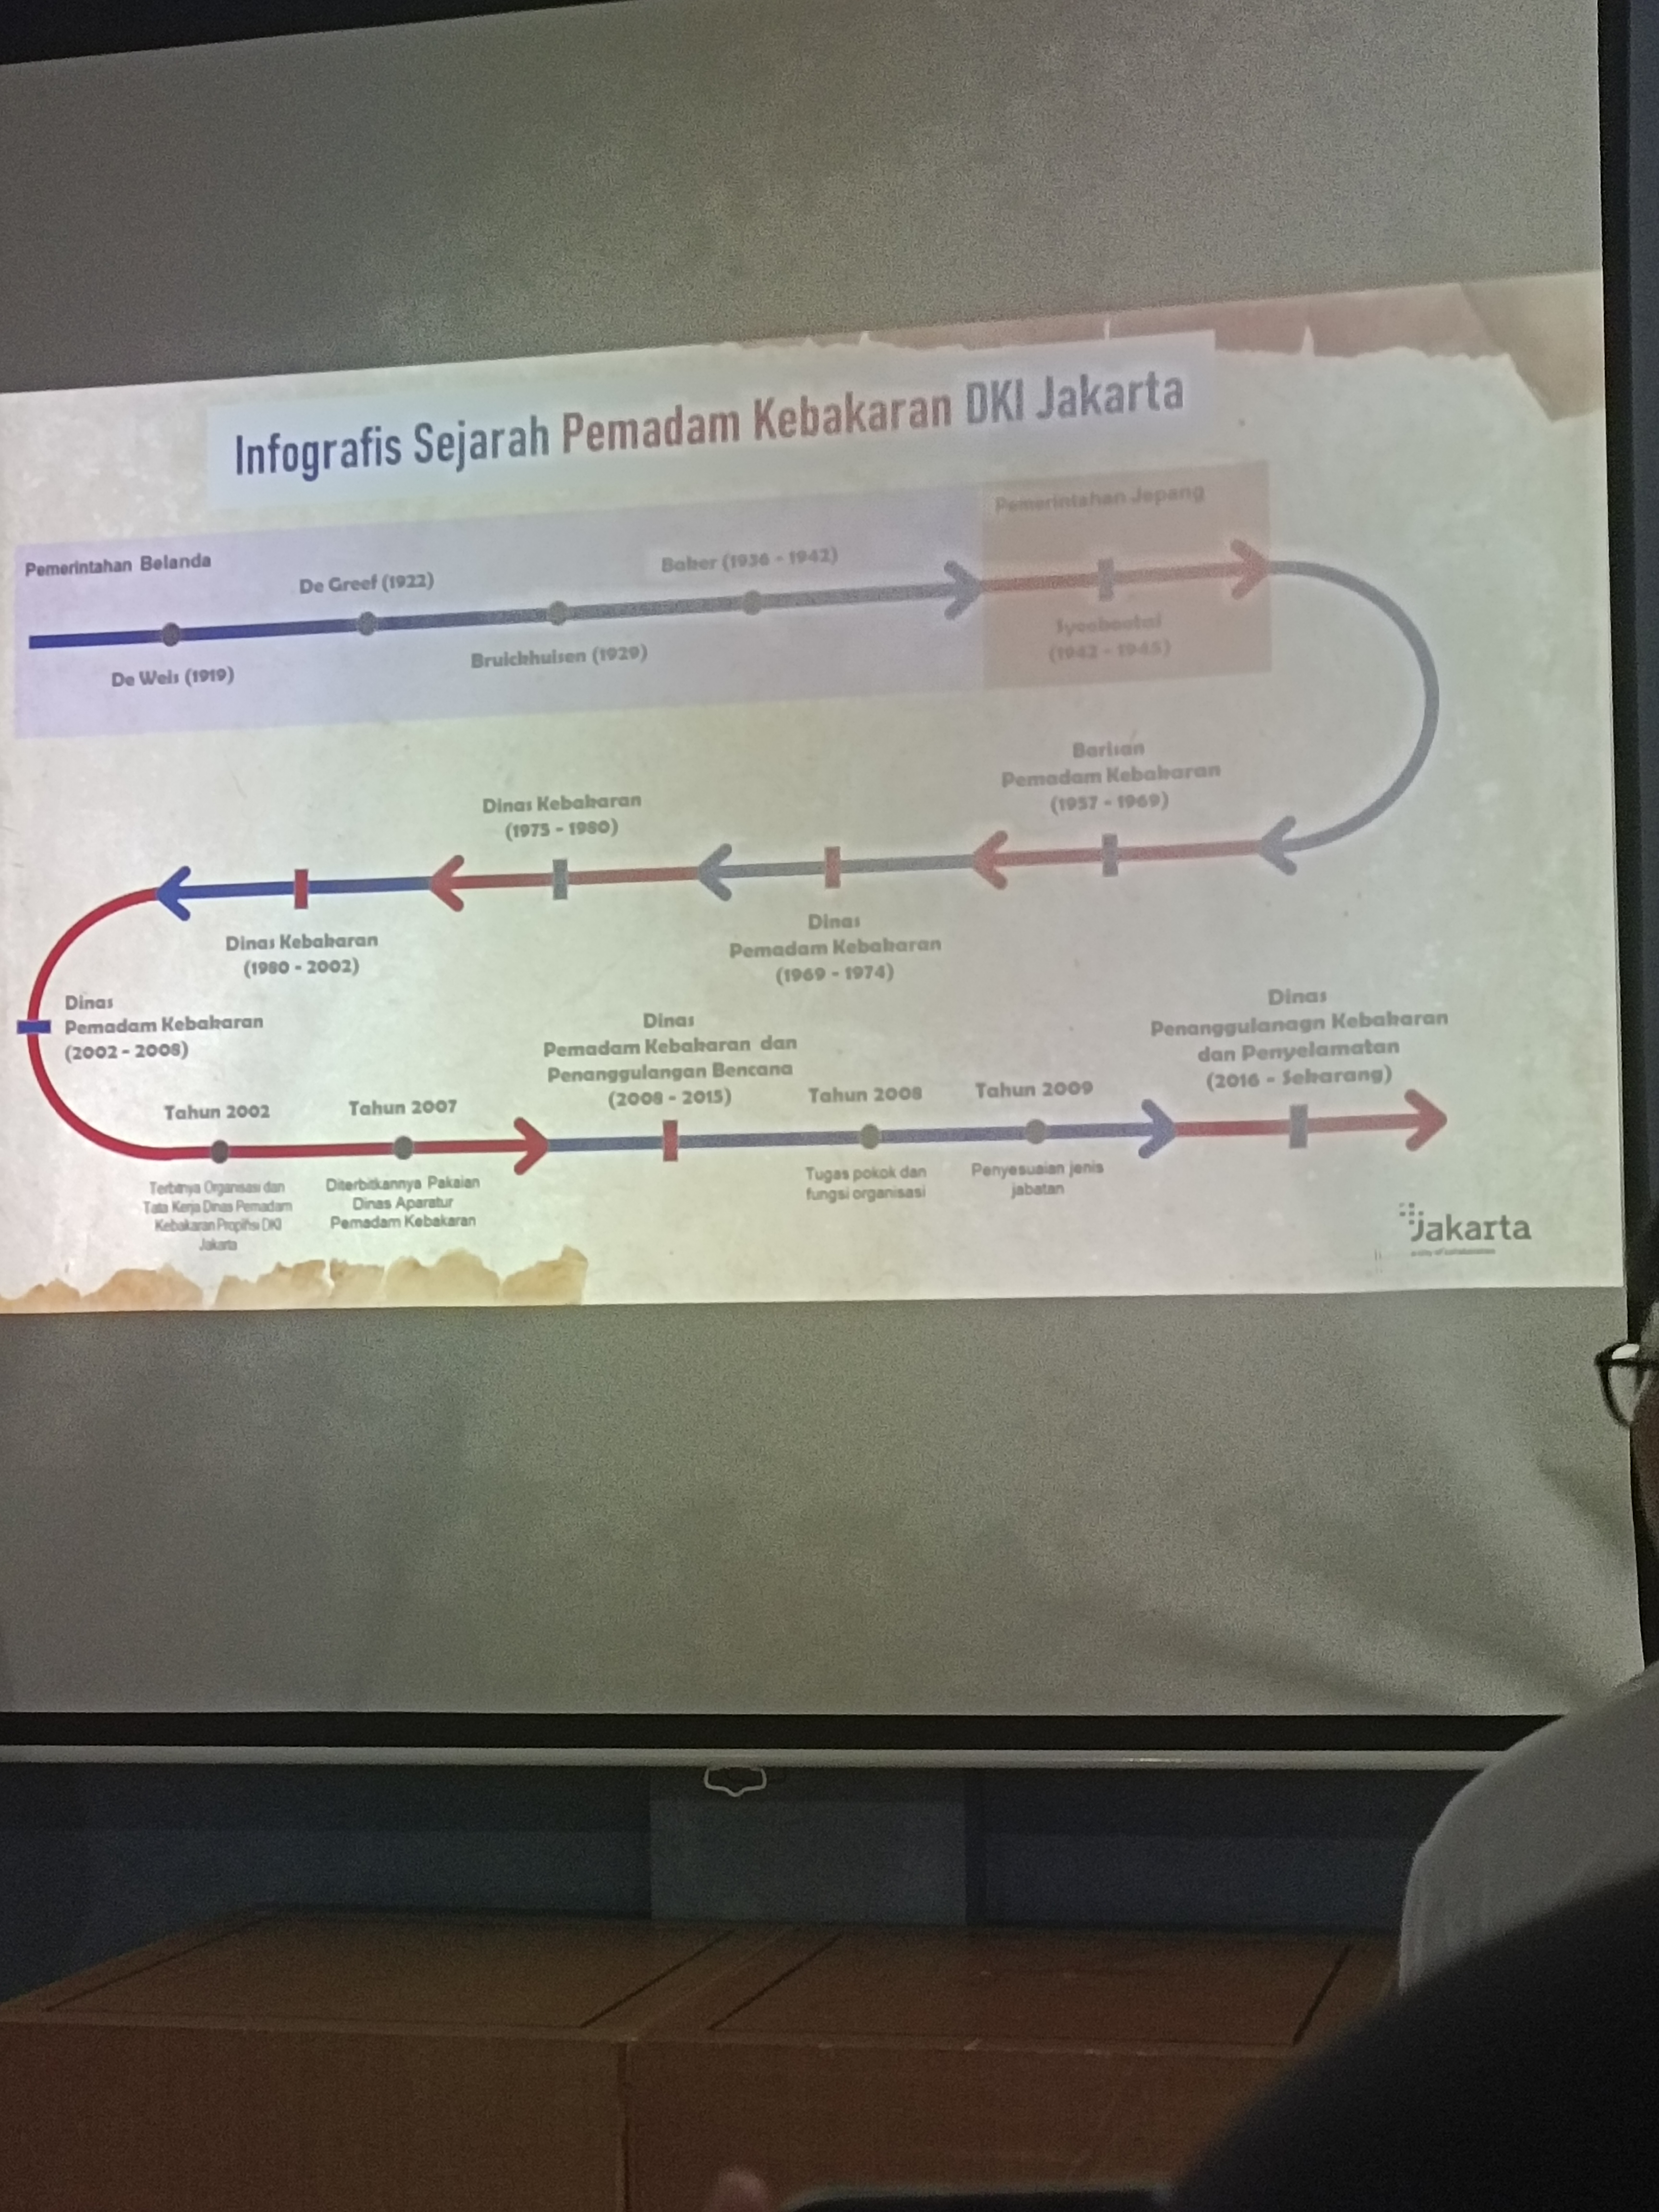 Infografis Sejarah Pemadam Kebakaran DKI Jakarta
Pemerintahan Belanda
De Weis (1919)
De Greef (1922)
Bruickhuisen (1929)
Baker (1936 - 1942)
Pemerintahan Jepang
(1942 - 1945)
Barisan
Pemadam Kebakaran
(1957 - 1969)
Dinas
Pemadam Kebakaran
(1969 - 1974)
Dinas Kebakaran
(1975 - 1980)
Dinas Kebakaran
(1980 - 2002)
Dinas
Pemadam Kebakaran
(2002 - 2008)
Tahun 2002
Terbitnya Organisasi dan
Tata Kerja Dinas Pemadam
Kebakaran Propinsi DKI
Jakarta
Tahun 2007
Diterbitkannya Pakaian
Dinas Aparatur
Pemadam Kebakaran
Dinas
Pemadam Kebakaran dan
Penanggulangan Bencana
(2008 - 2015)
Tahun 2008
Tugas pokok dan
fungsi organisasi
Tahun 2009
Penyesuaian jenis
jabatan
Dinas
Penanggulanagn Kebakaran
dan Penyelamatan
(2016 - Sekarang)
Jakarta